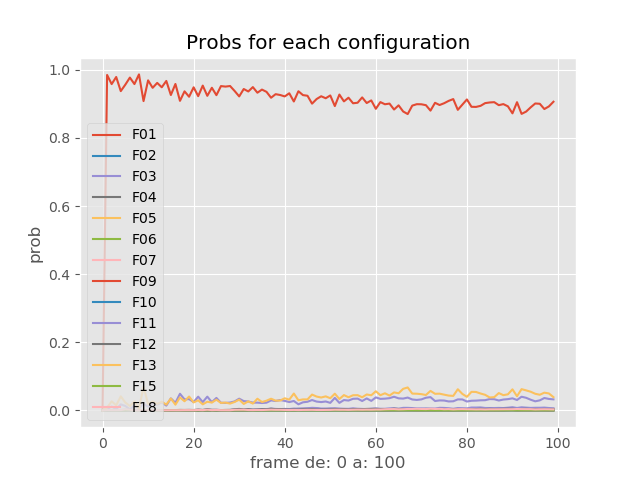 Probs for each configuration
1.0
0.8
0.6
0.4
0.2
0.0
prob
F01
F02
F03
F04
F05
F06
F07
F09
F10
F11
F12
F13
F15
F18
0 20 40 60 80 100
frame de: 0 a: 100